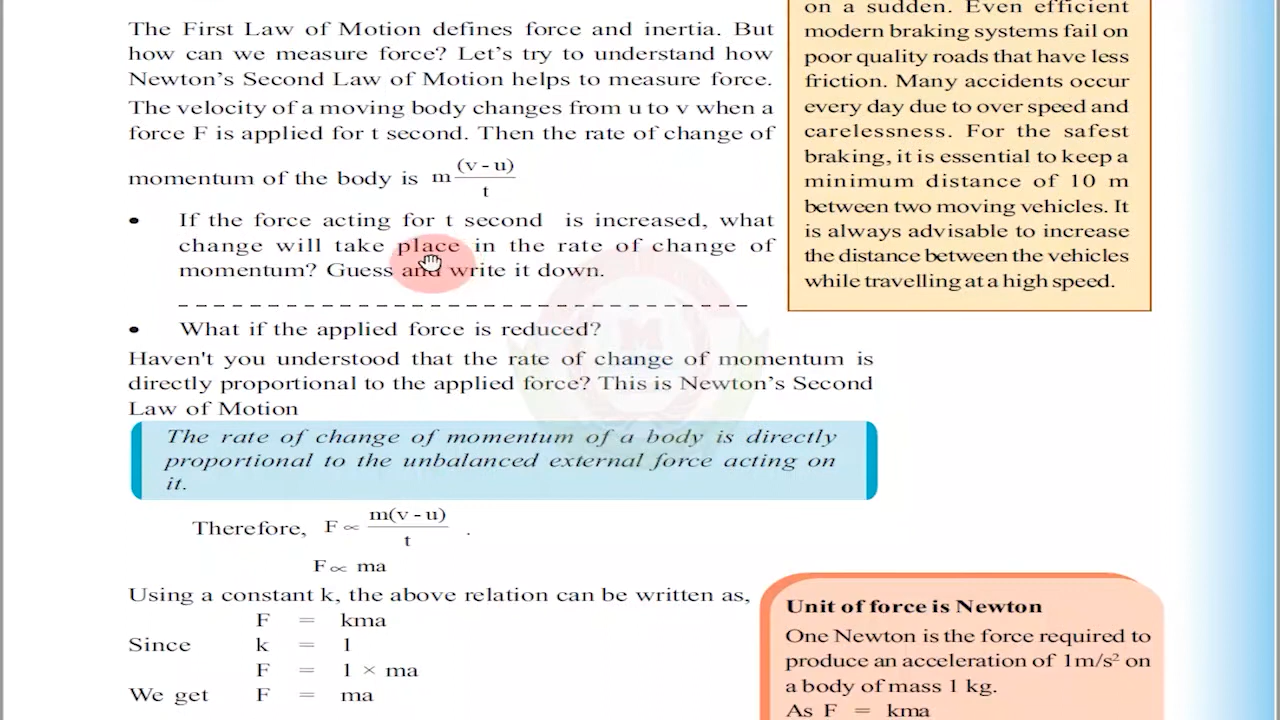 The First Law of Motion defines force and inertia. But
how can we measure force? Let's try to understand how
Newton's Second Law of Motion helps to measure force.
The velocity of a moving body changes from u to v when a
force F is applied for t second. Then the rate of change of
momentum of the body is m (v - u) / t
• If the force acting for t second is increased, what
change will take place in the rate of change of
momentum? Guess and write it down.
• What if the applied force is reduced?
Haven't you understood that the rate of change of momentum is
directly proportional to the applied force? This is Newton's Second
Law of Motion
The rate of change of momentum of a body is directly
proportional to the unbalanced external force acting on
it.
Therefore, F ∝ m(v - u) / t .
F ∝ ma
Using a constant k, the above relation can be written as,
F = kma
Since k = 1
F = 1 × ma
We get F = ma
on a sudden. Even efficient
modern braking systems fail on
poor quality roads that have less
friction. Many accidents occur
every day due to over speed and
carelessness. For the safest
braking, it is essential to keep a
minimum distance of 10 m
between two moving vehicles. It
is always advisable to increase
the distance between the vehicles
while travelling at a high speed.
Unit of force is Newton
One Newton is the force required to
produce an acceleration of 1m/s² on
a body of mass 1 kg.
As F = kma